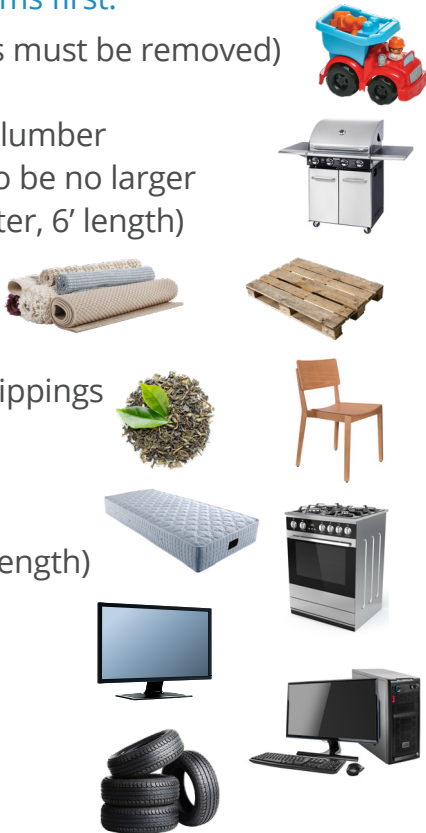 ms first.
s must be removed)
lumber
o be no larger
ter, 6’ length)
ippings
ength)